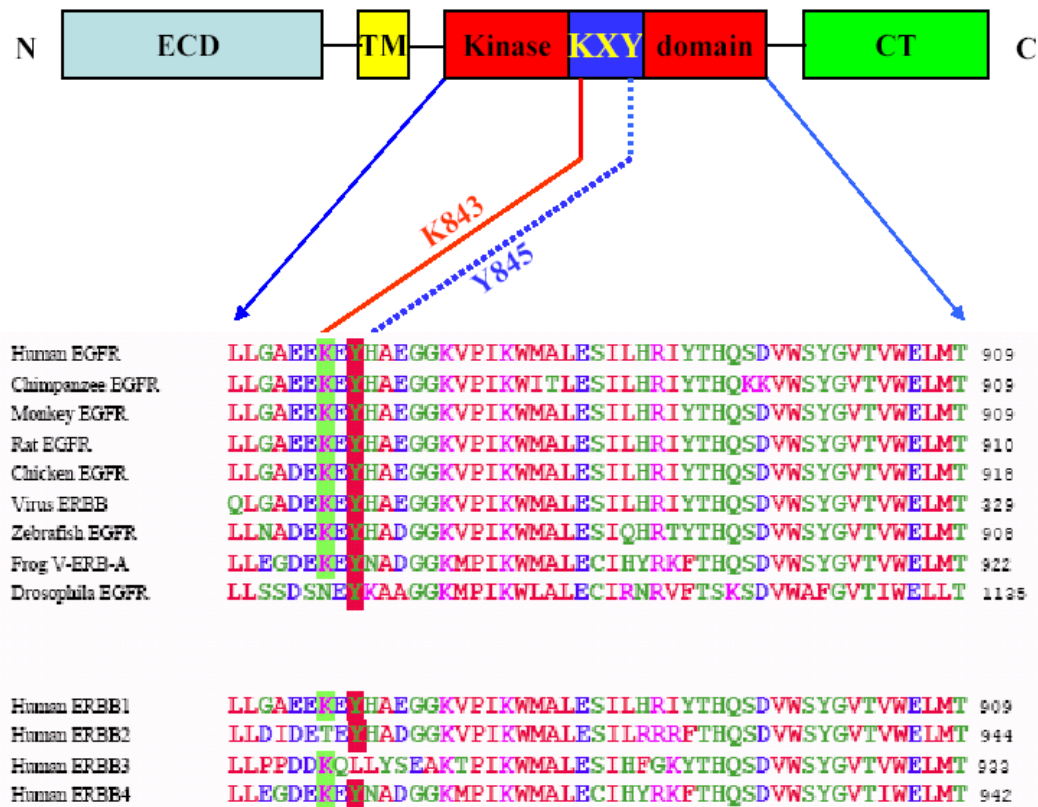 N ECD TM Kinase KXY domain CT C
K843
Y845
Human EGFR LLGAEEKEYHAEGGKVPIKWMALESILHRIYTHQSDVWSYGVTVWELMT 909
Chimpanzee EGFR LLGAEEKEYHAEGGKVPIKWITLESILHRIYTHQKKVWSYGVTVWELMT 909
Monkey EGFR LLGAEEKEYHAEGGKVPIKWMALESILHRIYTHQSDVWSYGVTVWELMT 909
Rat EGFR LLGAEEKEYHAEGGKVPIKWMALESILHRIYTHQSDVWSYGVTVWELMT 910
Chicken EGFR LLGADEKEYHAEGGKVPIKWMALESILHRIYTHQSDVWSYGVTVWELMT 918
Virus ERBB QLGADEKEYHAEGGKVPIKWMALESILHRIYTHQSDVWSYGVTVWELMT 329
Zebrafish EGFR LLNADEKEYHADGGKVPIKWMALESIQHRTYTHQSDVWSYGVTVWELMT 908
Frog V-ERB-A LLEGDEKEYNADGGKMPIKWMALECIHYRKFTHQSDVWSYGVTVWELMT 922
Drosophila EGFR LLSSDSNEYKAAGGKMPIKWLALECIRNRVFTSKSDVWAFGVTIWELLT 1135
Human ERBB1 LLGAEEKEYHAEGGKVPIKWMALESILHRIYTHQSDVWSYGVTVWELMT 909
Human ERBB2 LLDIDETEYHADGGKVPIKWMALESILRRRFTHQSDVWSYGVTVWELMT 944
Human ERBB3 LLPPDDKQLLYSEAKTPIKWMALESIHFGKYTHQSDVWSYGVTVWELMT 933
Human ERBB4 LLEGDEKEYNADGGKMPIKWMALECIHYRKFTHQSDVWSYGVTVWELMT 942